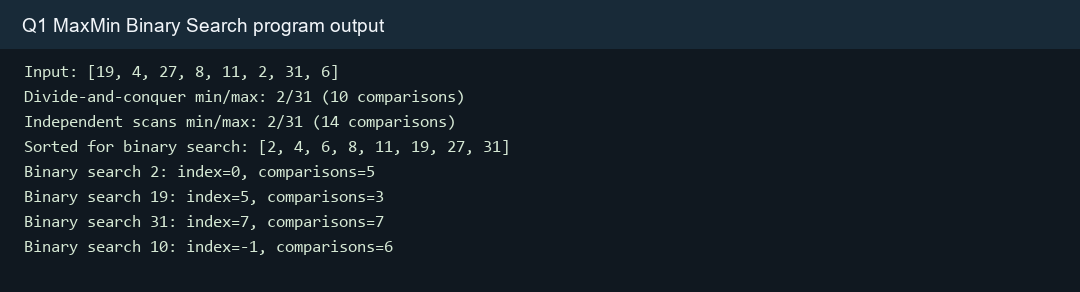 Q1 MaxMin Binary Search program output
Input: [19, 4, 27, 8, 11, 2, 31, 6]
Divide-and-conquer min/max: 2/31 (10 comparisons)
Independent scans min/max: 2/31 (14 comparisons)
Sorted for binary search: [2, 4, 6, 8, 11, 19, 27, 31]
Binary search 2: index=0, comparisons=5
Binary search 19: index=5, comparisons=3
Binary search 31: index=7, comparisons=7
Binary search 10: index=-1, comparisons=6